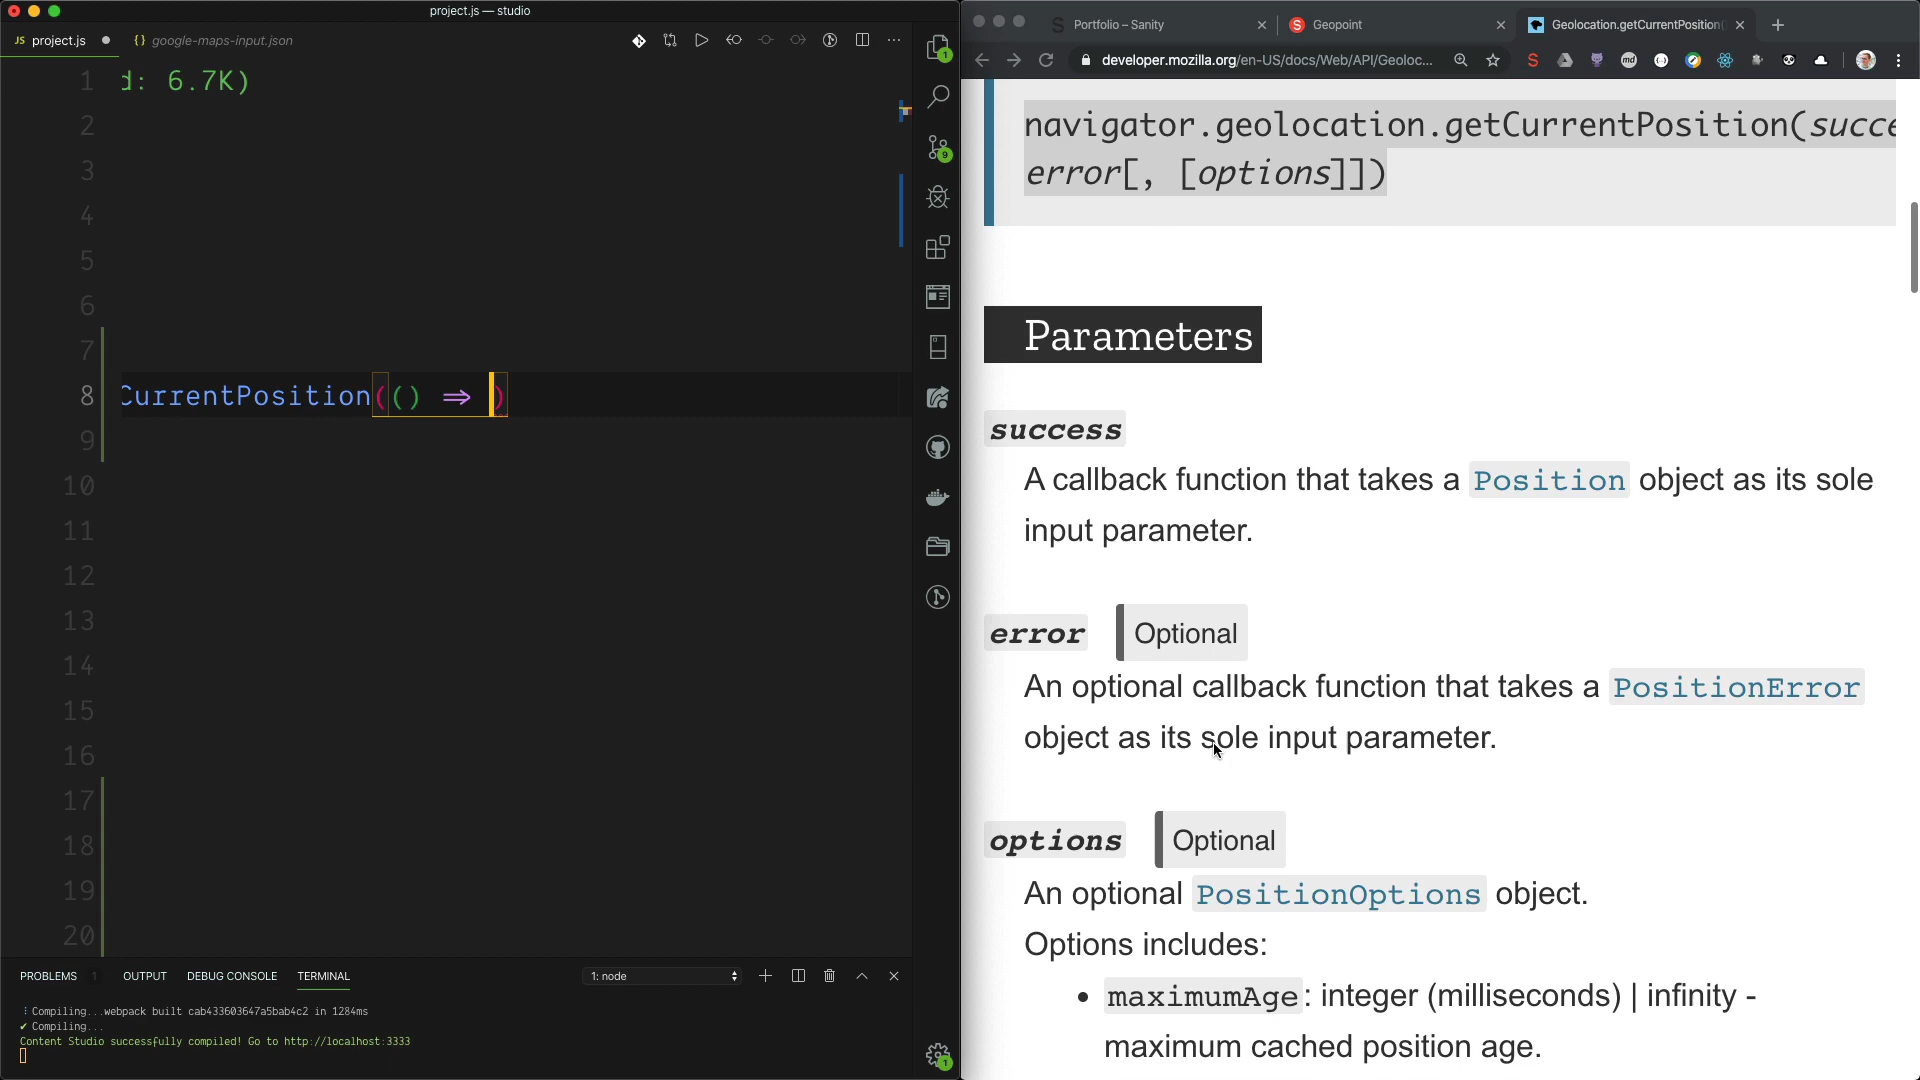 project.js — studio
JS project.js
{} google-maps-input.json
1 d: 6.7K)
2
3
4
5
6
7
8 CurrentPosition(() => )
9
10
11
12
13
14
15
16
17
18
19
20
1
9
1
PROBLEMS 1 OUTPUT DEBUG CONSOLE TERMINAL 1: node
Compiling...webpack built cab433603647a5bab4c2 in 1284ms
✔ Compiling...
Content Studio successfully compiled! Go to http://localhost:3333
Portfolio – Sanity
S Geopoint
Geolocation.getCurrentPosition(
developer.mozilla.org/en-US/docs/Web/API/Geoloc...
navigator.geolocation.getCurrentPosition(succe
error[, [options]])
Parameters
success
A callback function that takes a Position object as its sole
input parameter.
error Optional
An optional callback function that takes a PositionError
object as its sole input parameter.
options Optional
An optional PositionOptions object.
Options includes:
• maximumAge: integer (milliseconds) | infinity -
maximum cached position age.